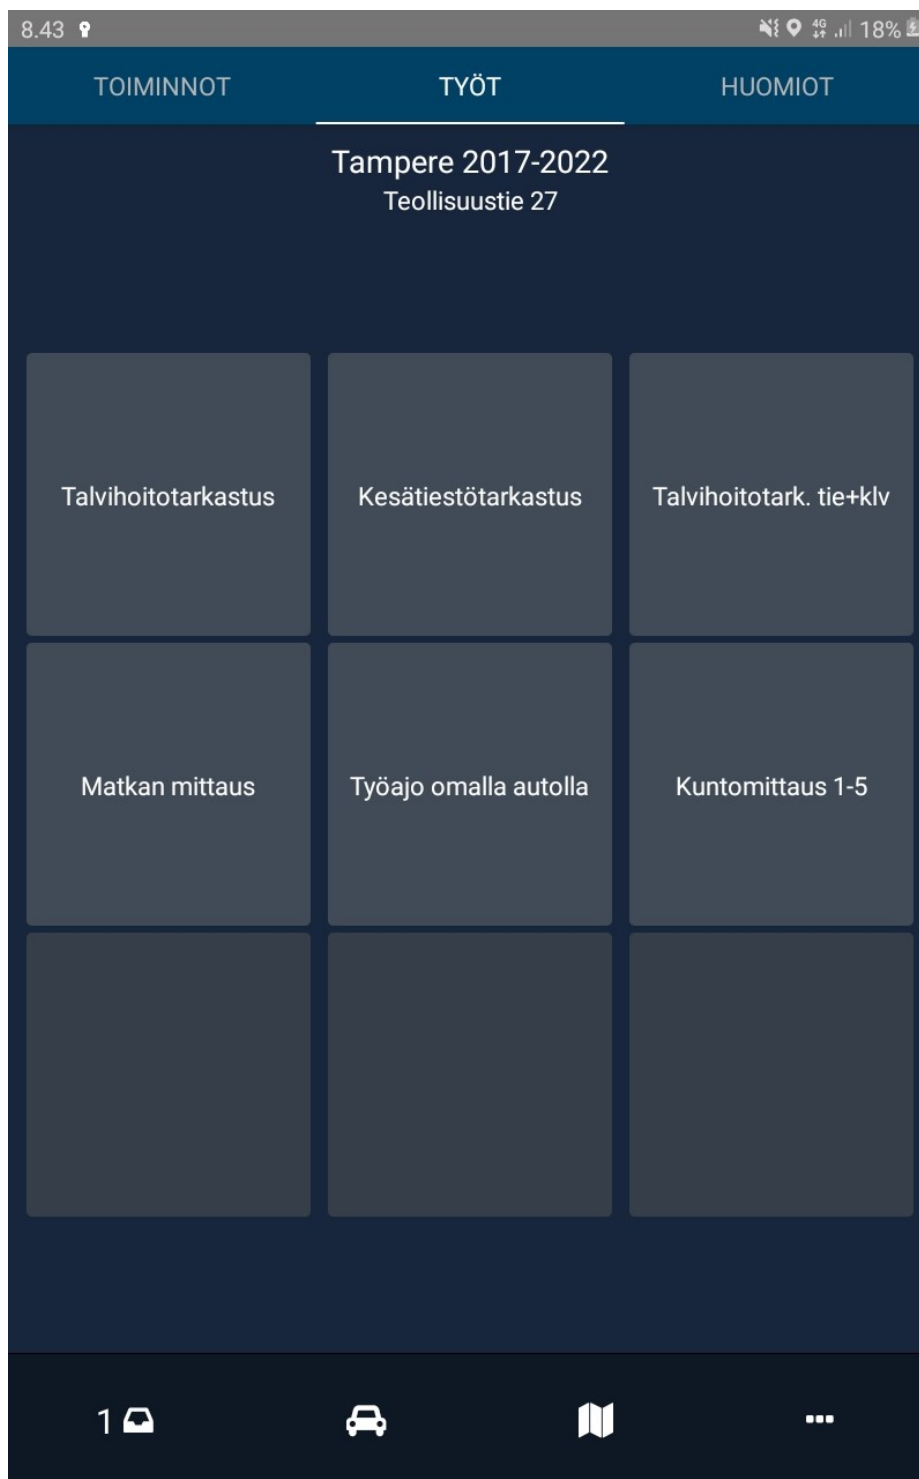 8.43 4G 18%
TOIMINNOT TYÖT HUOMIOT
Tampere 2017-2022
Teollisuustie 27
Talvihoitotarkastus Kesätiestötarkastus Talvihoitotark. tie+klv
Matkan mittaus Työajo omalla autolla Kuntomittaus 1-5
1